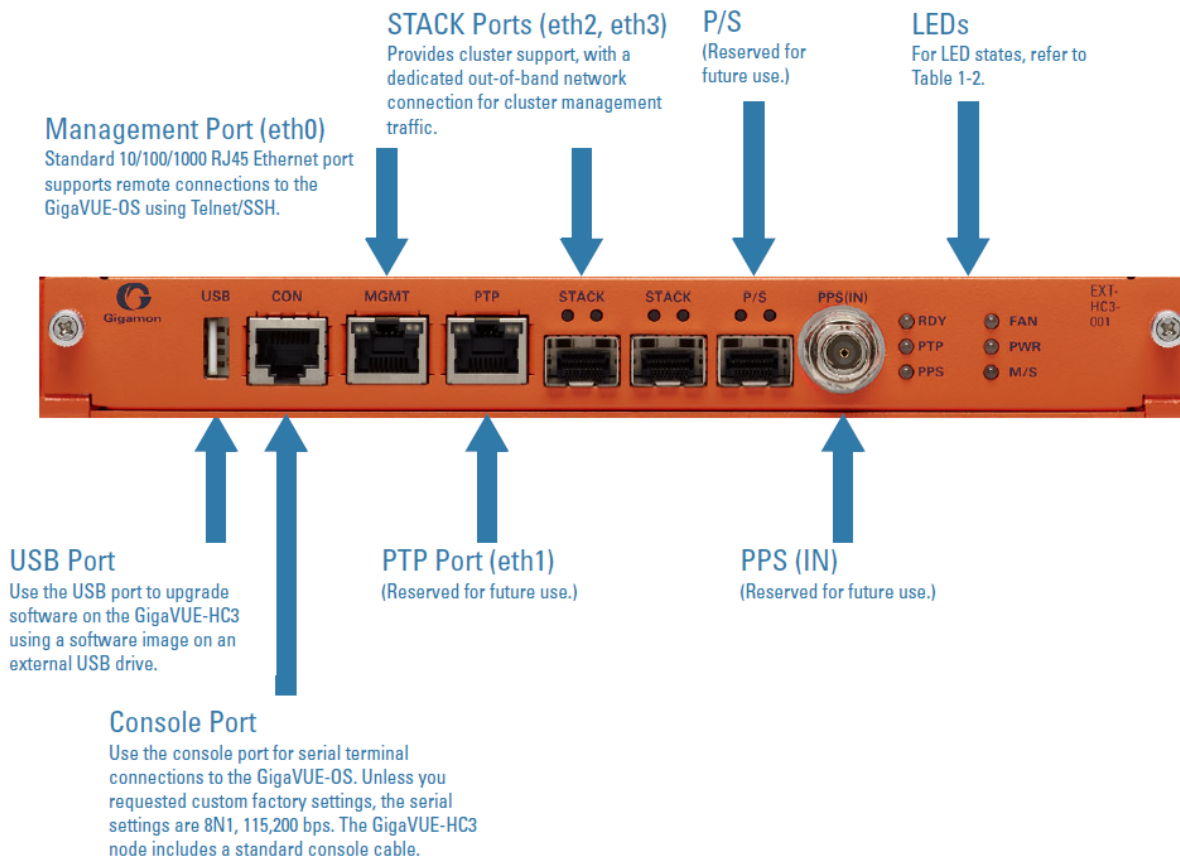 STACK Ports (eth2, eth3)
Provides cluster support, with a
dedicated out-of-band network
connection for cluster management
traffic.
P/S
(Reserved for
future use.)
LEDs
For LED states, refer to
Table 1-2.
Management Port (eth0)
Standard 10/100/1000 RJ45 Ethernet port
supports remote connections to the
GigaVUE-OS using Telnet/SSH.
Gigamon
USB
CON
MGMT
PTP
STACK
STACK
P/S
PPS(IN)
RDY
FAN
PTP
PWR
PPS
M/S
EXT-
HC3-
001
USB Port
Use the USB port to upgrade
software on the GigaVUE-HC3
using a software image on an
external USB drive.
PTP Port (eth1)
(Reserved for future use.)
PPS (IN)
(Reserved for future use.)
Console Port
Use the console port for serial terminal
connections to the GigaVUE-OS. Unless you
requested custom factory settings, the serial
settings are 8N1, 115,200 bps. The GigaVUE-HC3
node includes a standard console cable.